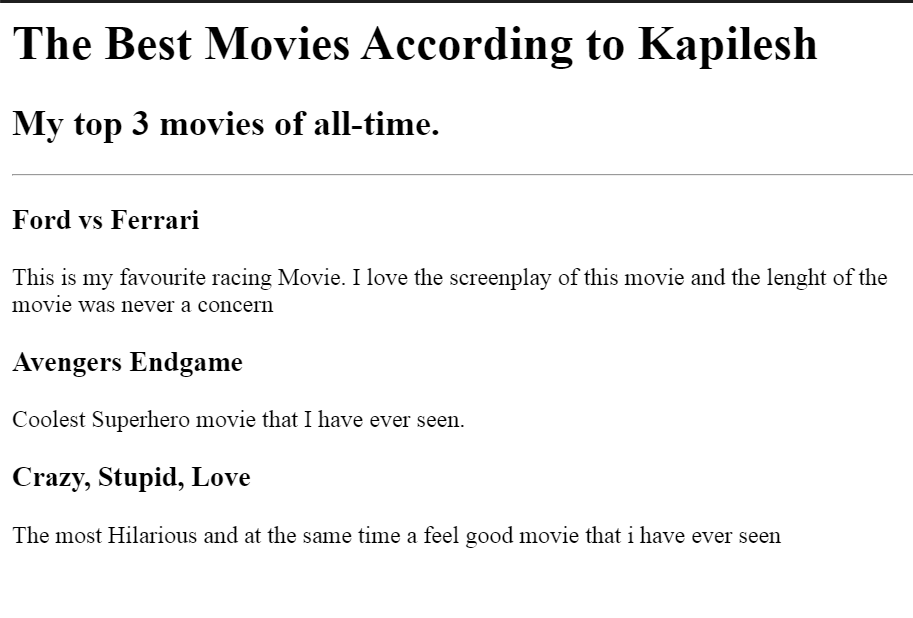 The Best Movies According to Kapilesh
My top 3 movies of all-time.
Ford vs Ferrari
This is my favourite racing Movie. I love the screenplay of this movie and the lenght of the
movie was never a concern
Avengers Endgame
Coolest Superhero movie that I have ever seen.
Crazy, Stupid, Love
The most Hilarious and at the same time a feel good movie that i have ever seen